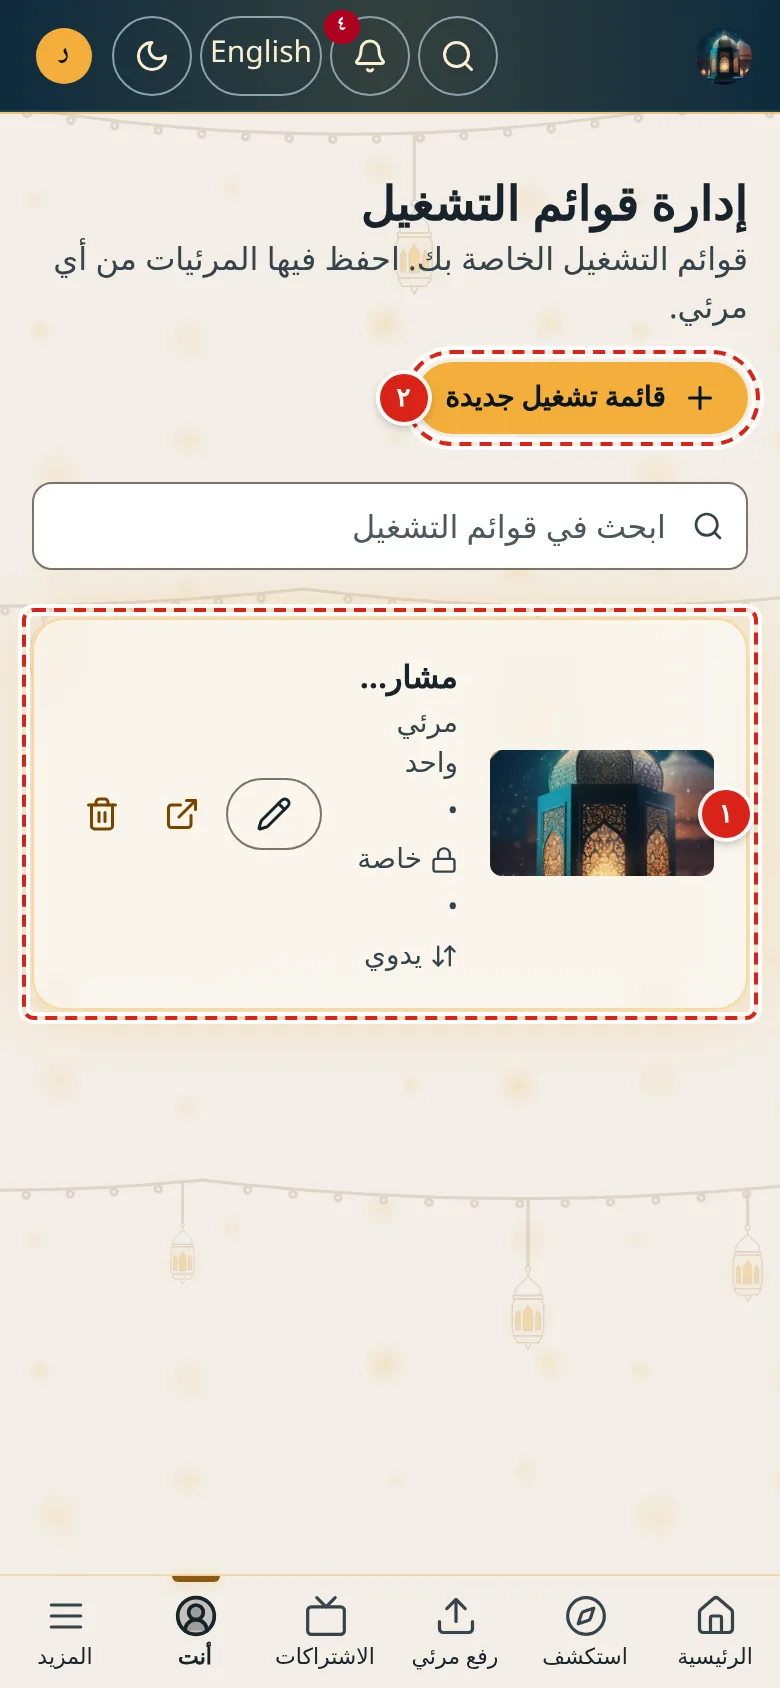 ٤
English
ر
إدارة قوائم التشغيل
قوائم التشغيل الخاصة بك. احفظ فيها المرئيات من أي
مرئي.
قائمة تشغيل جديدة
٢
ابحث في قوائم التشغيل
مشار...
مرئي
واحد
•
خاصة
•
يدوي
١
الرئيسية
استكشف
رفع مرئي
الاشتراكات
أنت
المزيد